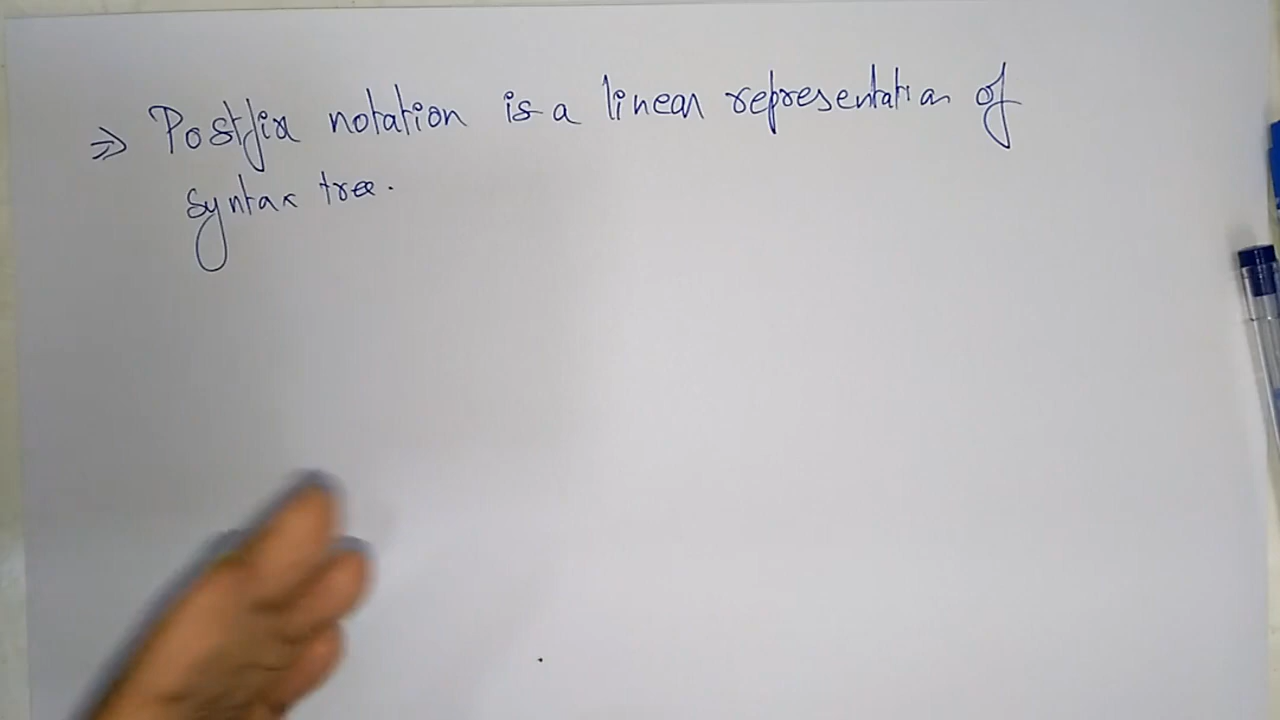 ⇒ Postfix notation is a linear representation of
syntax tree.